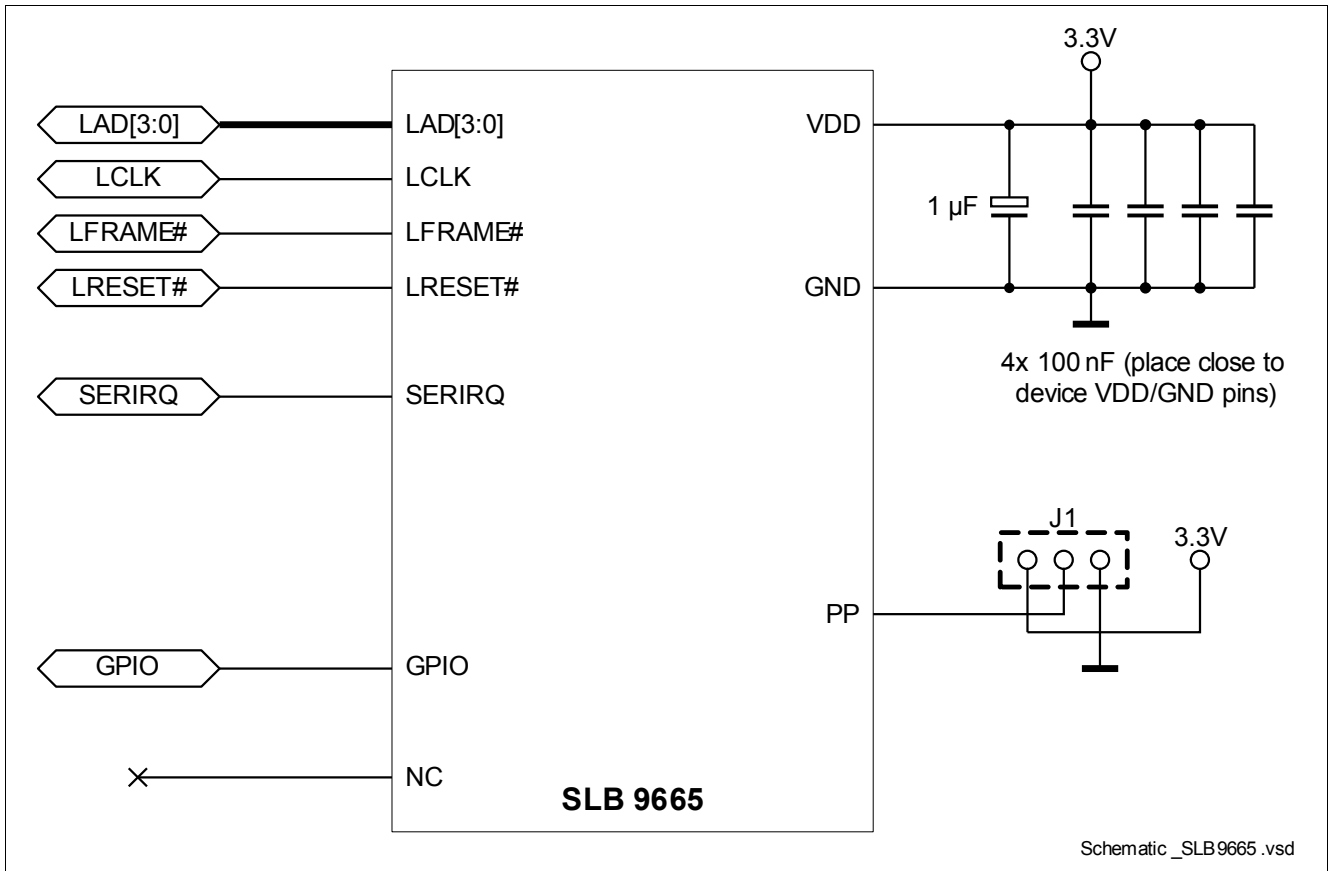 3.3V
LAD[3:0]
LAD[3:0]
VDD
LCLK
LCLK
1 µF
LFRAME#
LFRAME#
LRESET#
LRESET#
GND
4x 100 nF (place close to
device VDD/GND pins)
SERIRQ
SERIRQ
J1
3.3V
PP
GPIO
GPIO
NC
SLB 9665
Schematic _SLB9665 .vsd